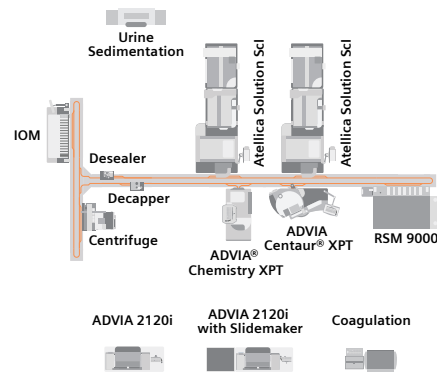 Urine
Sedimentation
Atellica Solution ScI
Atellica Solution ScI
IOM
Desealer
Decapper
Centrifuge
ADVIA®
Chemistry XPT
ADVIA
Centaur® XPT
RSM 9000
ADVIA 2120i
ADVIA 2120i
with Slidemaker
Coagulation